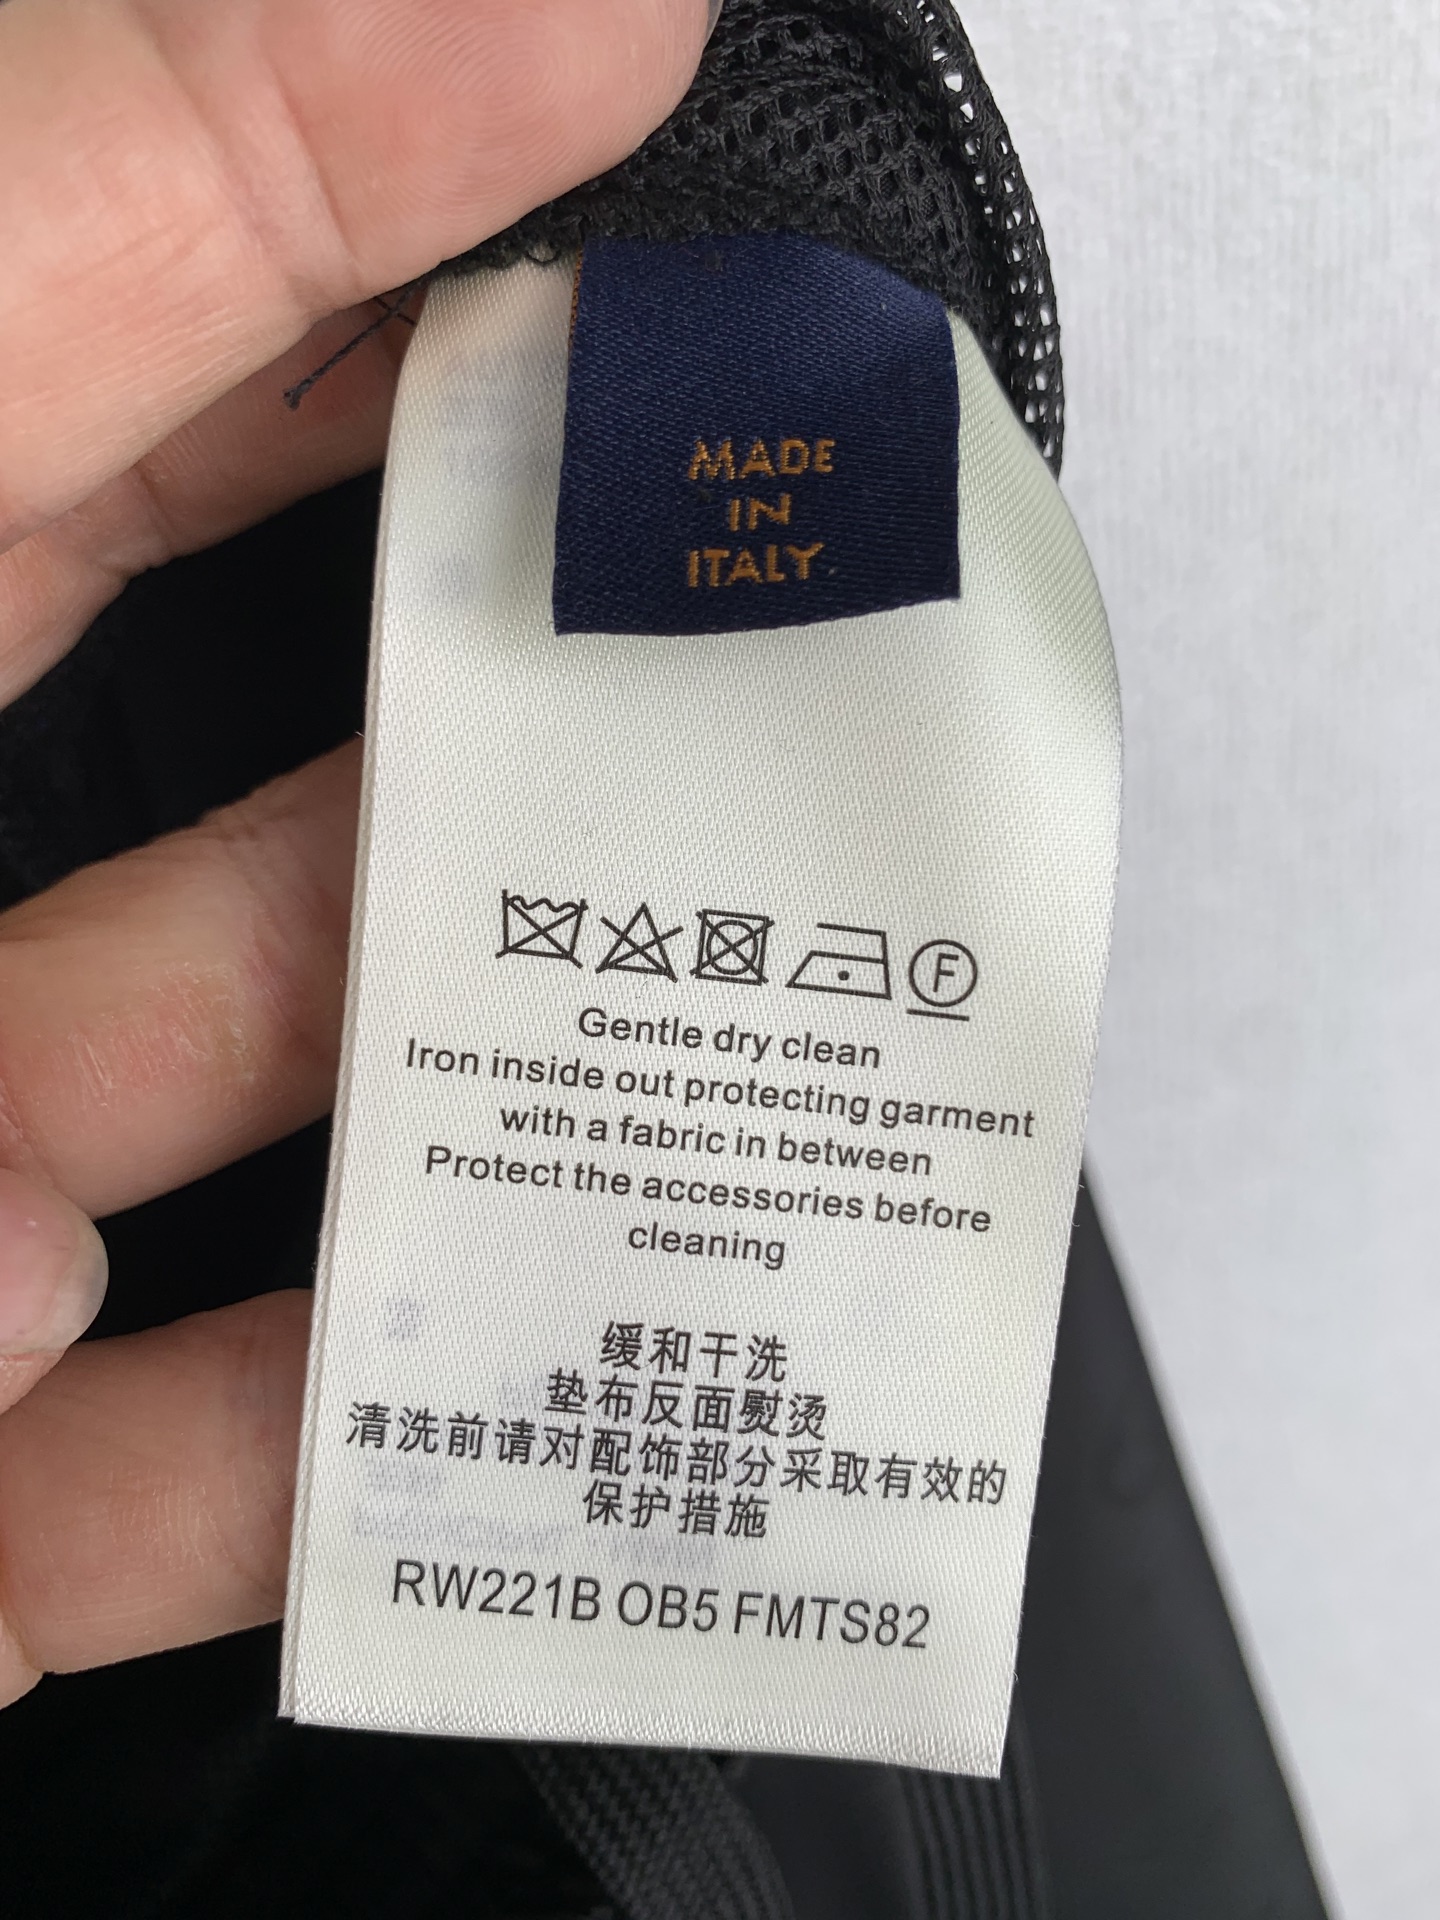 MADE
IN
ITALY
F
Gentle dry clean
Iron inside out protecting garment
with a fabric in between
Protect the accessories before
cleaning
缓和干洗
垫布反面熨烫
清洗前请对配饰部分采取有效的
保护措施
RW221B OB5 FMTS82